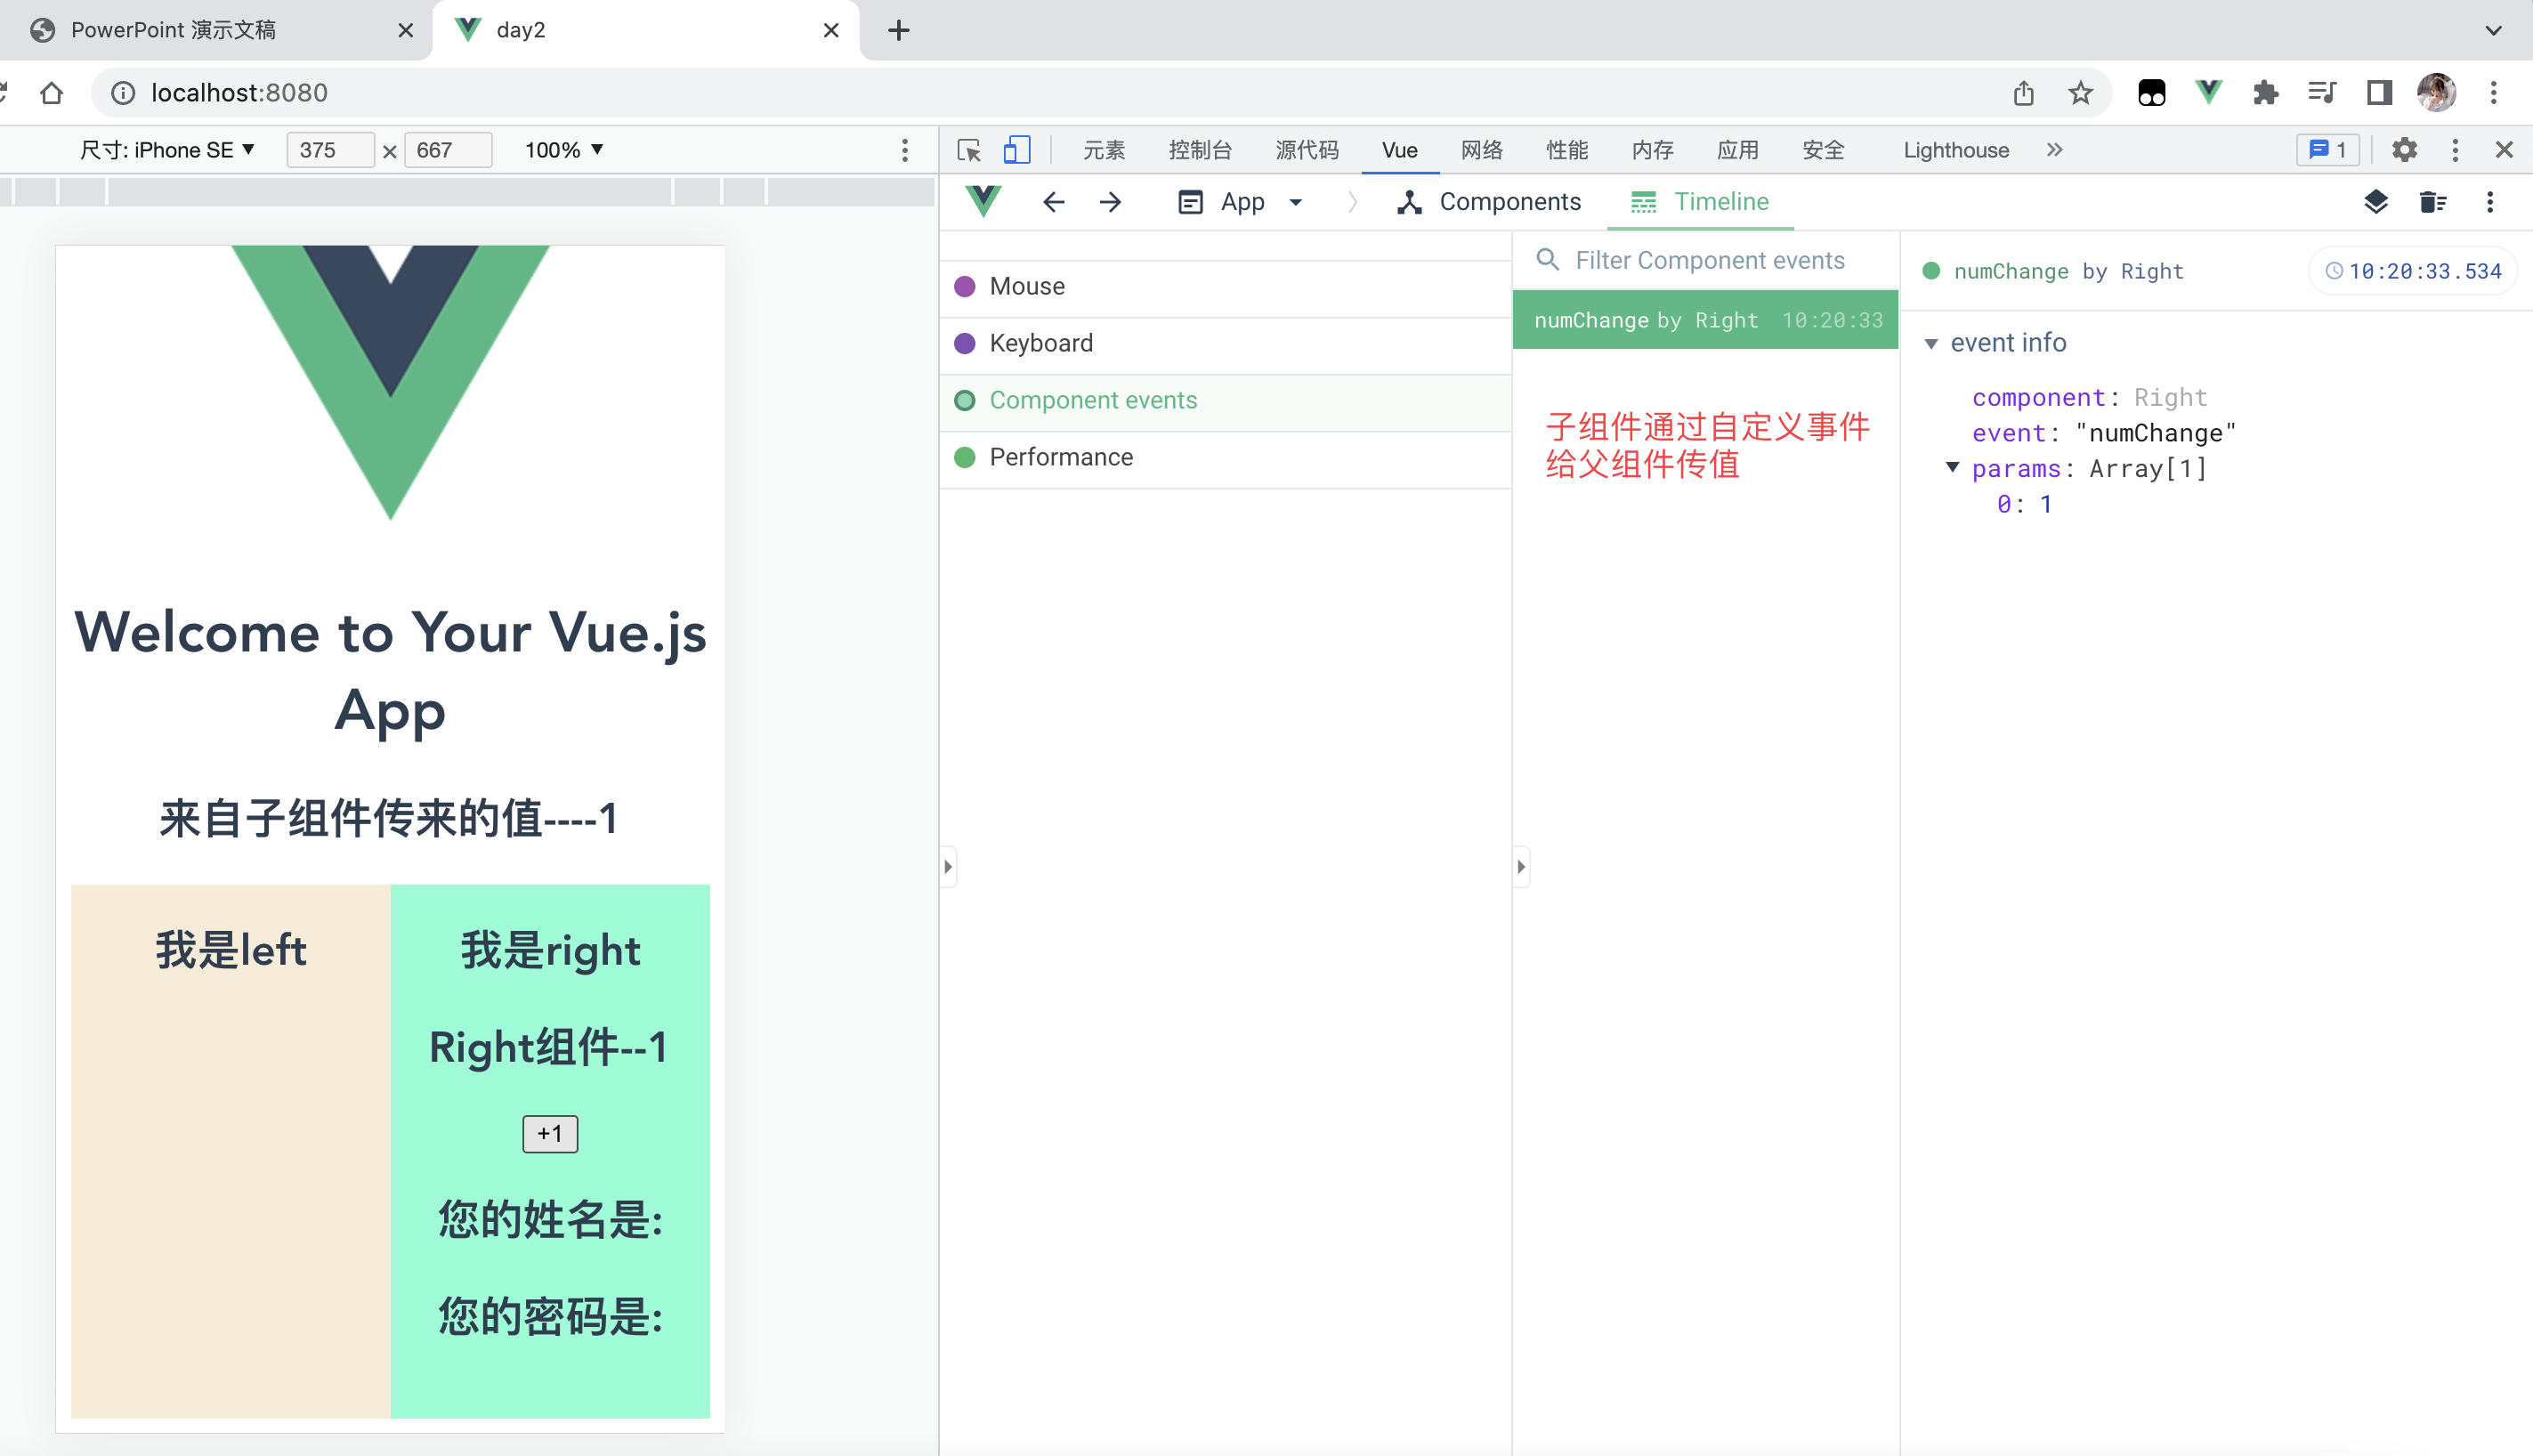 PowerPoint 演示文稿
day2
localhost:8080
尺寸: iPhone SE
375 × 667
100%
元素 控制台 源代码 Vue 网络 性能 内存 应用 安全 Lighthouse
1
App Components Timeline
Mouse
Keyboard
Component events
Performance
Filter Component events
numChange by Right 10:20:33
子组件通过自定义事件
给父组件传值
numChange by Right 10:20:33.534
event info
component: Right
event: "numChange"
params: Array[1]
0: 1
Welcome to Your Vue.js
App
来自子组件传来的值----1
我是left
我是right
Right组件--1
+1
您的姓名是:
您的密码是: